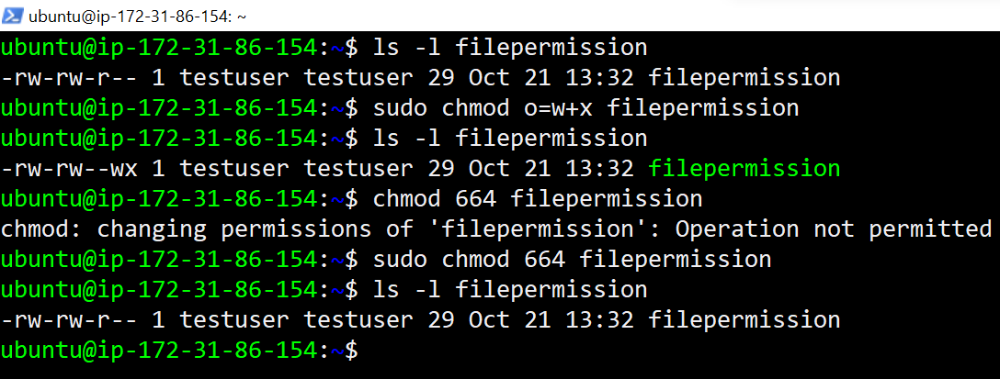 ubuntu@ip-172-31-86-154: ~
ubuntu@ip-172-31-86-154:~$ ls -l filepermission
-rw-rw-r-- 1 testuser testuser 29 Oct 21 13:32 filepermission
ubuntu@ip-172-31-86-154:~$ sudo chmod o=w+x filepermission
ubuntu@ip-172-31-86-154:~$ ls -l filepermission
-rw-rw--wx 1 testuser testuser 29 Oct 21 13:32 filepermission
ubuntu@ip-172-31-86-154:~$ chmod 664 filepermission
chmod: changing permissions of 'filepermission': Operation not permitted
ubuntu@ip-172-31-86-154:~$ sudo chmod 664 filepermission
ubuntu@ip-172-31-86-154:~$ ls -l filepermission
-rw-rw-r-- 1 testuser testuser 29 Oct 21 13:32 filepermission
ubuntu@ip-172-31-86-154:~$